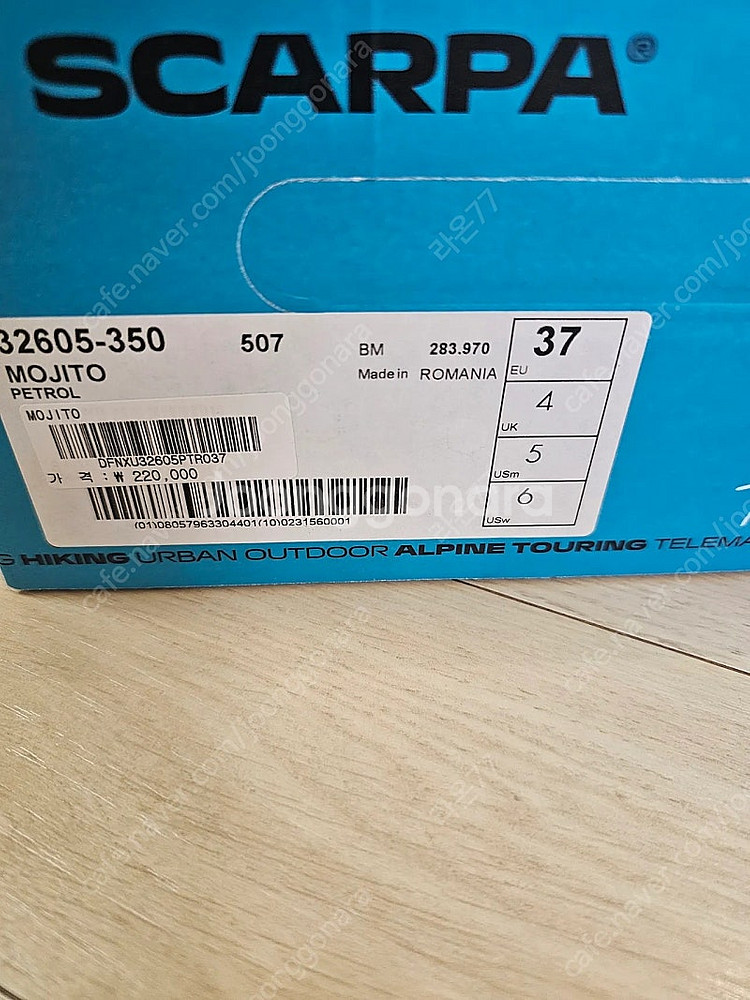 SCARPA®
32605-350 507 BM 283.970
MOJITO Made in ROMANIA
PETROL
37 EU
4 UK
5 USm
6 USw
MOJITO
DFNXU32605PTR037
가 격 : ₩ 220,000
(01)08057963304401(10)0231560001
G HIKING URBAN OUTDOOR ALPINE TOURING TELEMA
joonggonara
cafe.naver.com/joonggonara
라온77